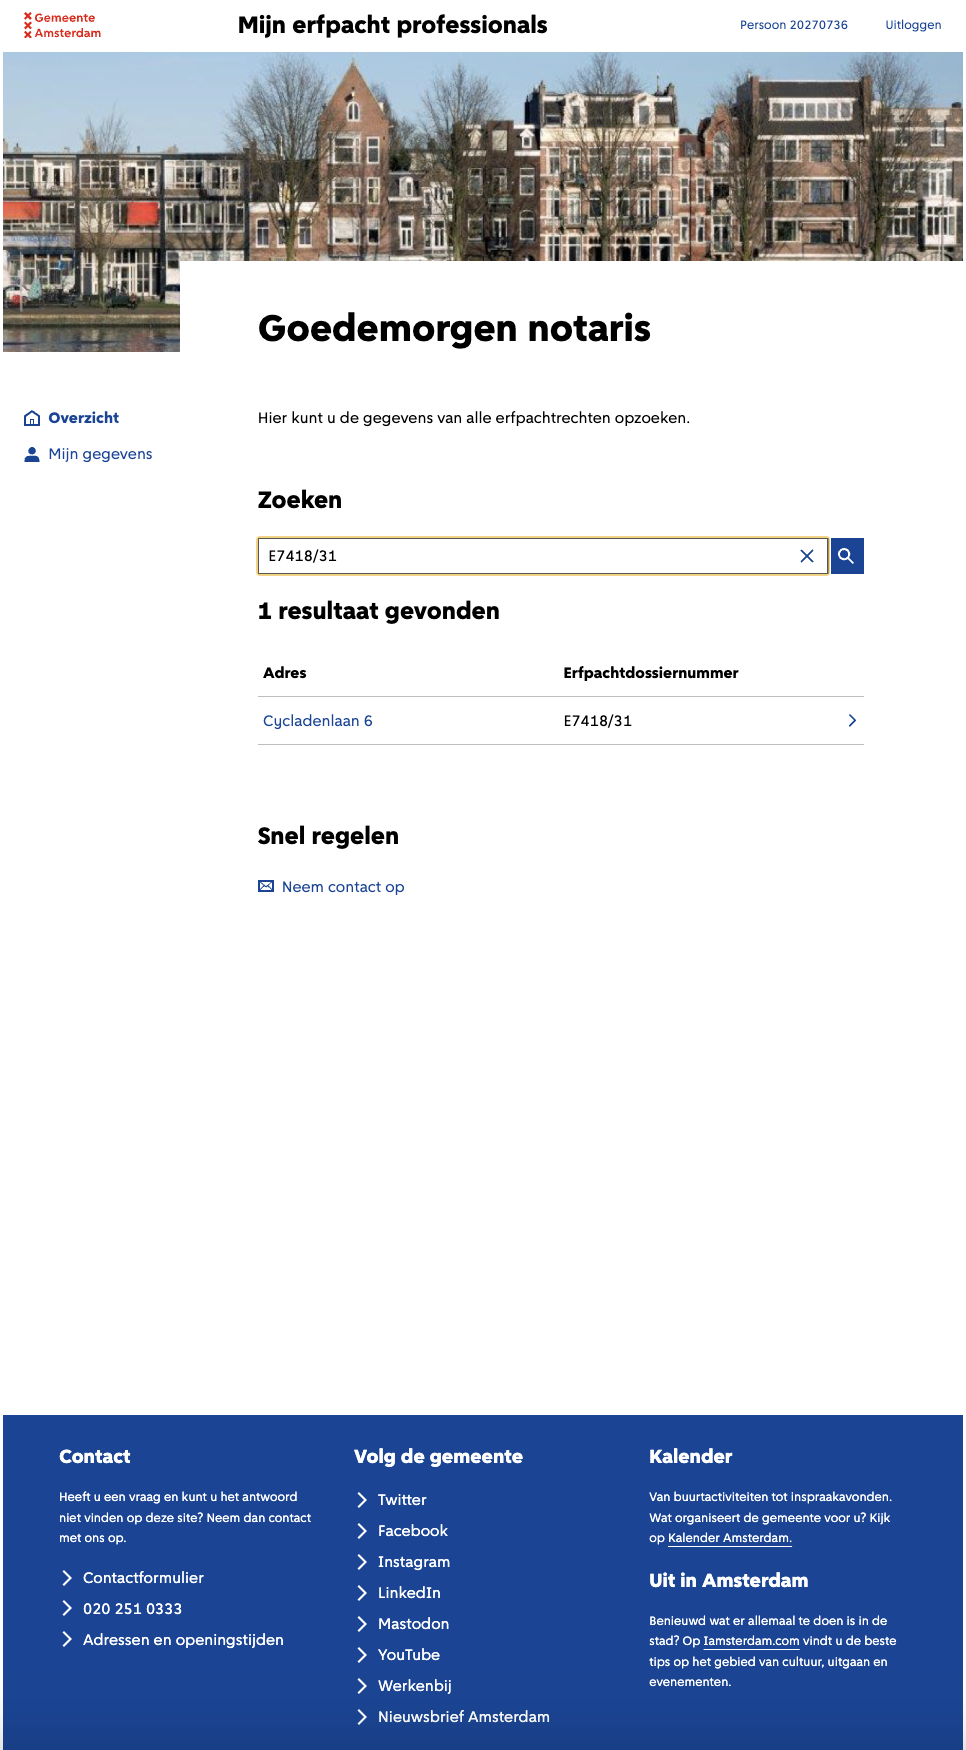 Gemeente
Amsterdam
Mijn erfpacht professionals
Persoon 20270736
Uitloggen
Goedemorgen notaris
Overzicht
Mijn gegevens
Hier kunt u de gegevens van alle erfpachtrechten opzoeken.
Zoeken
E7418/31
1 resultaat gevonden
Adres
Erfpachtdossiernummer
Cycladenlaan 6
E7418/31
Snel regelen
Neem contact op
Contact
Heeft u een vraag en kunt u het antwoord
niet vinden op deze site? Neem dan contact
met ons op.
Contactformulier
020 251 0333
Adressen en openingstijden
Volg de gemeente
Twitter
Facebook
Instagram
LinkedIn
Mastodon
YouTube
Werkenbij
Nieuwsbrief Amsterdam
Kalender
Van buurtactiviteiten tot inspraakavonden.
Wat organiseert de gemeente voor u? Kijk
op Kalender Amsterdam.
Uit in Amsterdam
Benieuwd wat er allemaal te doen is in de
stad? Op Iamsterdam.com vindt u de beste
tips op het gebied van cultuur, uitgaan en
evenementen.